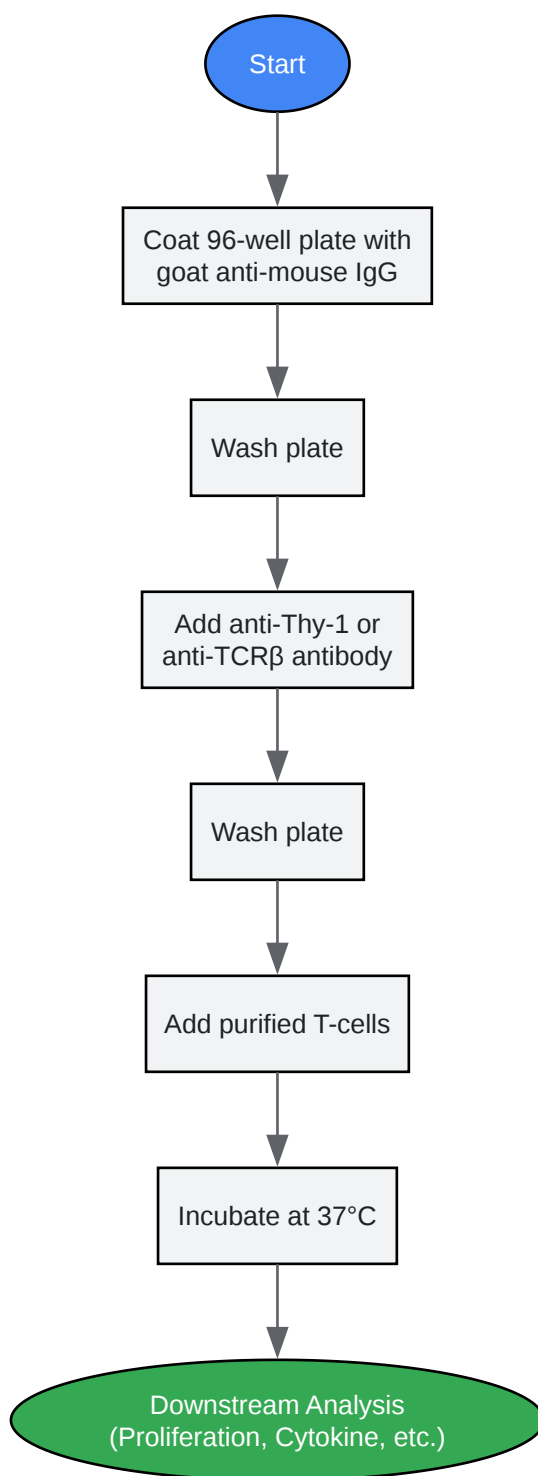 Start
Coat 96-well plate with
goat anti-mouse IgG
Wash plate
Add anti-Thy-1 or
anti-TCRβ antibody
Wash plate
Add purified T-cells
Incubate at 37°C
Downstream Analysis
(Proliferation, Cytokine, etc.)